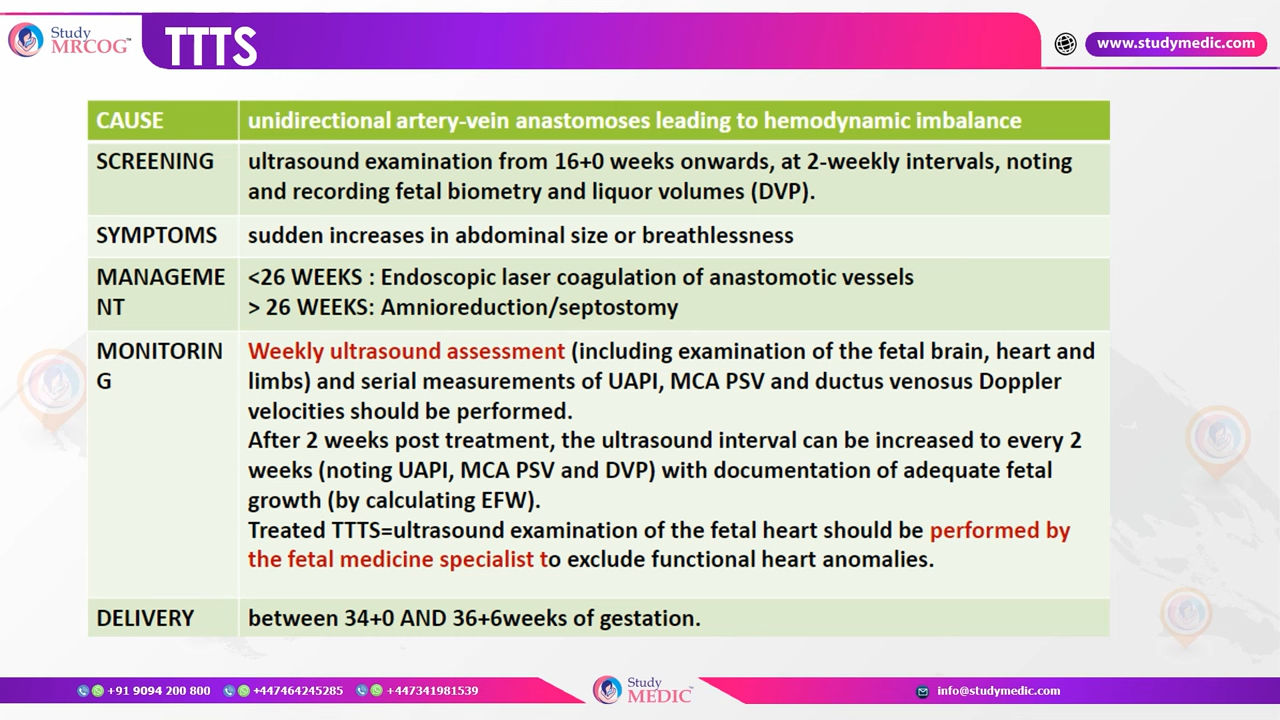 Study
MRCOG™
TTTS
www.studymedic.com
CAUSE
unidirectional artery-vein anastomoses leading to hemodynamic imbalance
SCREENING
ultrasound examination from 16+0 weeks onwards, at 2-weekly intervals, noting
and recording fetal biometry and liquor volumes (DVP).
SYMPTOMS
sudden increases in abdominal size or breathlessness
MANAGEME
NT
<26 WEEKS : Endoscopic laser coagulation of anastomotic vessels
> 26 WEEKS: Amnioreduction/septostomy
MONITORIN
G
Weekly ultrasound assessment (including examination of the fetal brain, heart and
limbs) and serial measurements of UAPI, MCA PSV and ductus venosus Doppler
velocities should be performed.
After 2 weeks post treatment, the ultrasound interval can be increased to every 2
weeks (noting UAPI, MCA PSV and DVP) with documentation of adequate fetal
growth (by calculating EFW).
Treated TTTS=ultrasound examination of the fetal heart should be performed by
the fetal medicine specialist to exclude functional heart anomalies.
DELIVERY
between 34+0 AND 36+6weeks of gestation.
+91 9094 200 800
+447464245285
+447341981539
Study
MEDIC™
info@studymedic.com